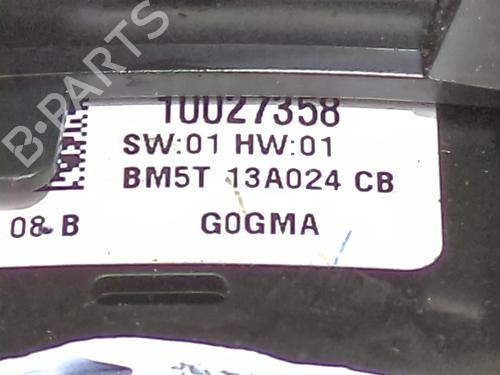 B-PARTS
10027358
SW:01 HW:01
BM5T 13A024 CB
08 B G0GMA